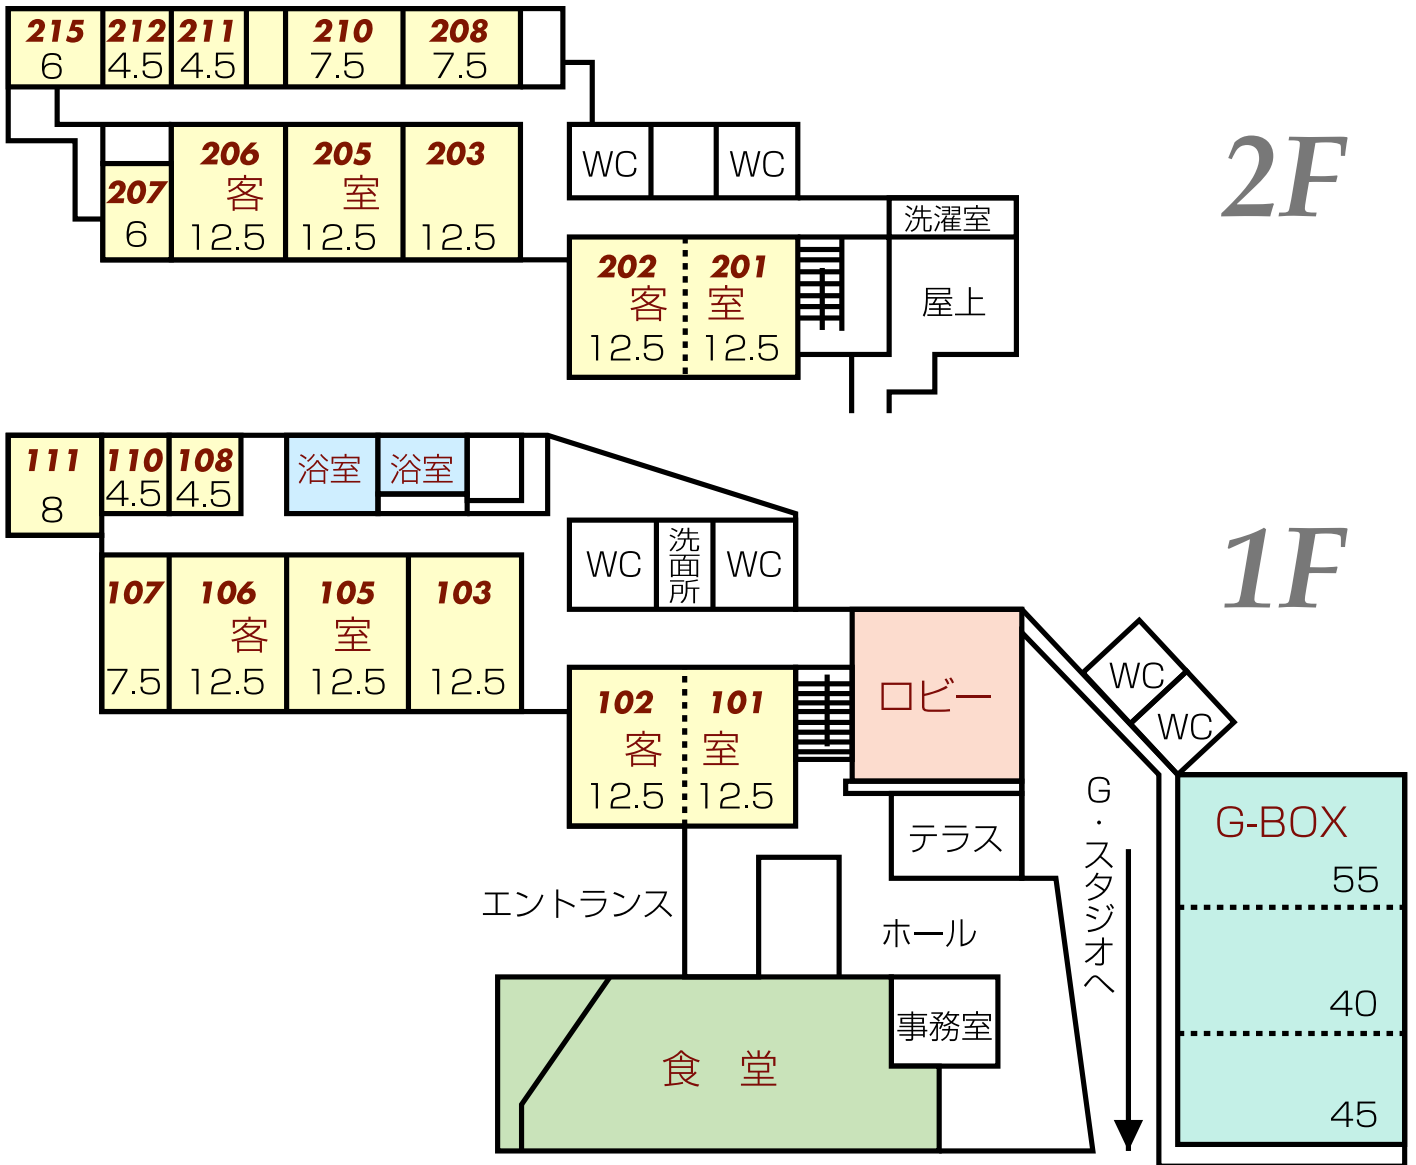 215 212 211 210 208
6 4.5 4.5 7.5 7.5
2F
206 205 203
WC WC
207 客 室
6 12.5 12.5 12.5
洗濯室
202 201
客 室
屋上
12.5 12.5
111 110 108
浴室 浴室
8 4.5 4.5
1F
WC 洗面所 WC
107 106 105 103
客 室
7.5 12.5 12.5 12.5
WC
WC
102 101
ロビー
客 室
12.5 12.5
G・スタジオへ
G-BOX
テラス
55
エントランス
ホール
40
事務室
食 堂
45